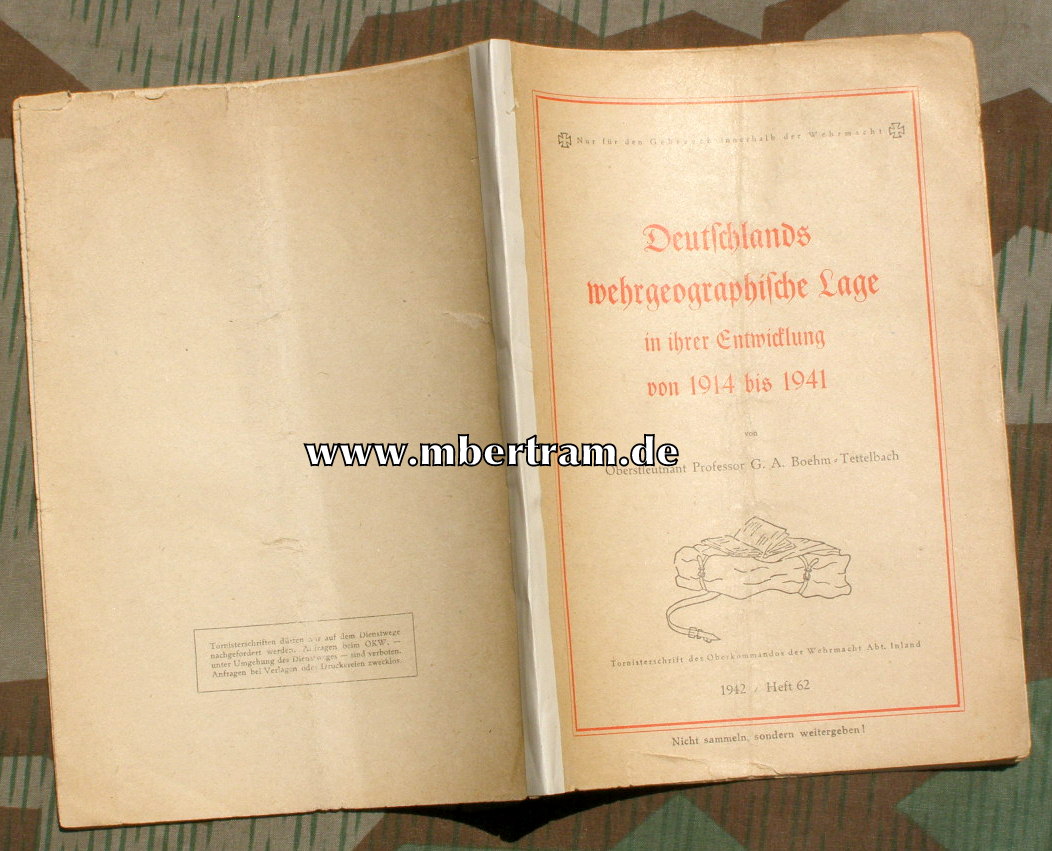 Nur für den Gebrauch innerhalb der Wehrmacht
Deutschlands
wehrgeographische Lage
in ihrer Entwicklung
von 1914 bis 1941
von
Oberstleutnant Professor G. A. Boehm-Tettelbach
Tornisterschrift des Oberkommandos der Wehrmacht Abt. Inland
1942 / Heft 62
Nicht sammeln, sondern weitergeben!
Tornisterschriften dürfen nur auf dem Dienstwege
nachgefordert werden. Anfragen beim OKW. —
unter Umgehung des Dienstweges — sind verboten.
Anfragen bei Verlagen oder Druckereien zwecklos.
www.mbertram.de